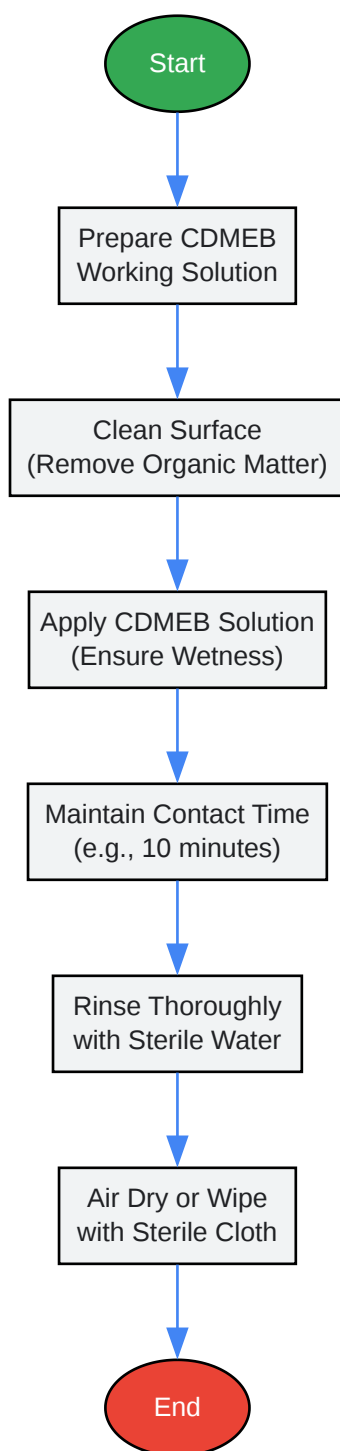 Start
Prepare CDMEB
Working Solution
Clean Surface
(Remove Organic Matter)
Apply CDMEB Solution
(Ensure Wetness)
Maintain Contact Time
(e.g., 10 minutes)
Rinse Thoroughly
with Sterile Water
Air Dry or Wipe
with Sterile Cloth
End